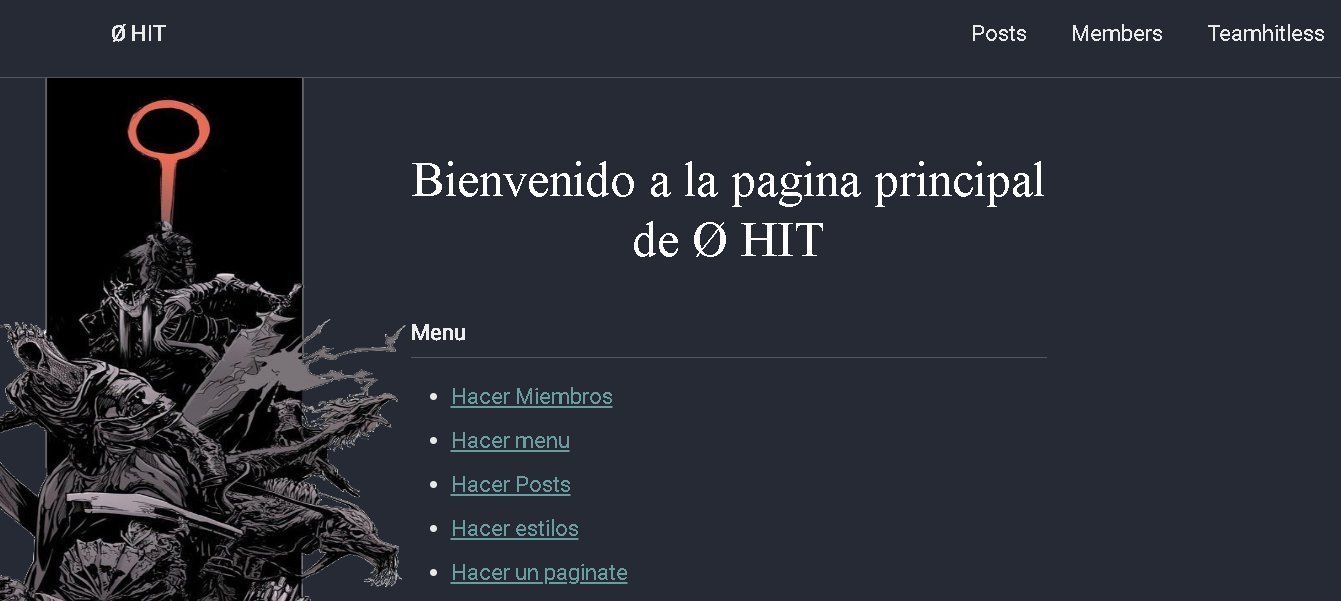 Ø HIT
Posts Members Teamhitless
Bienvenido a la pagina principal
de Ø HIT
Menu
Hacer Miembros
Hacer menu
Hacer Posts
Hacer estilos
Hacer un paginate